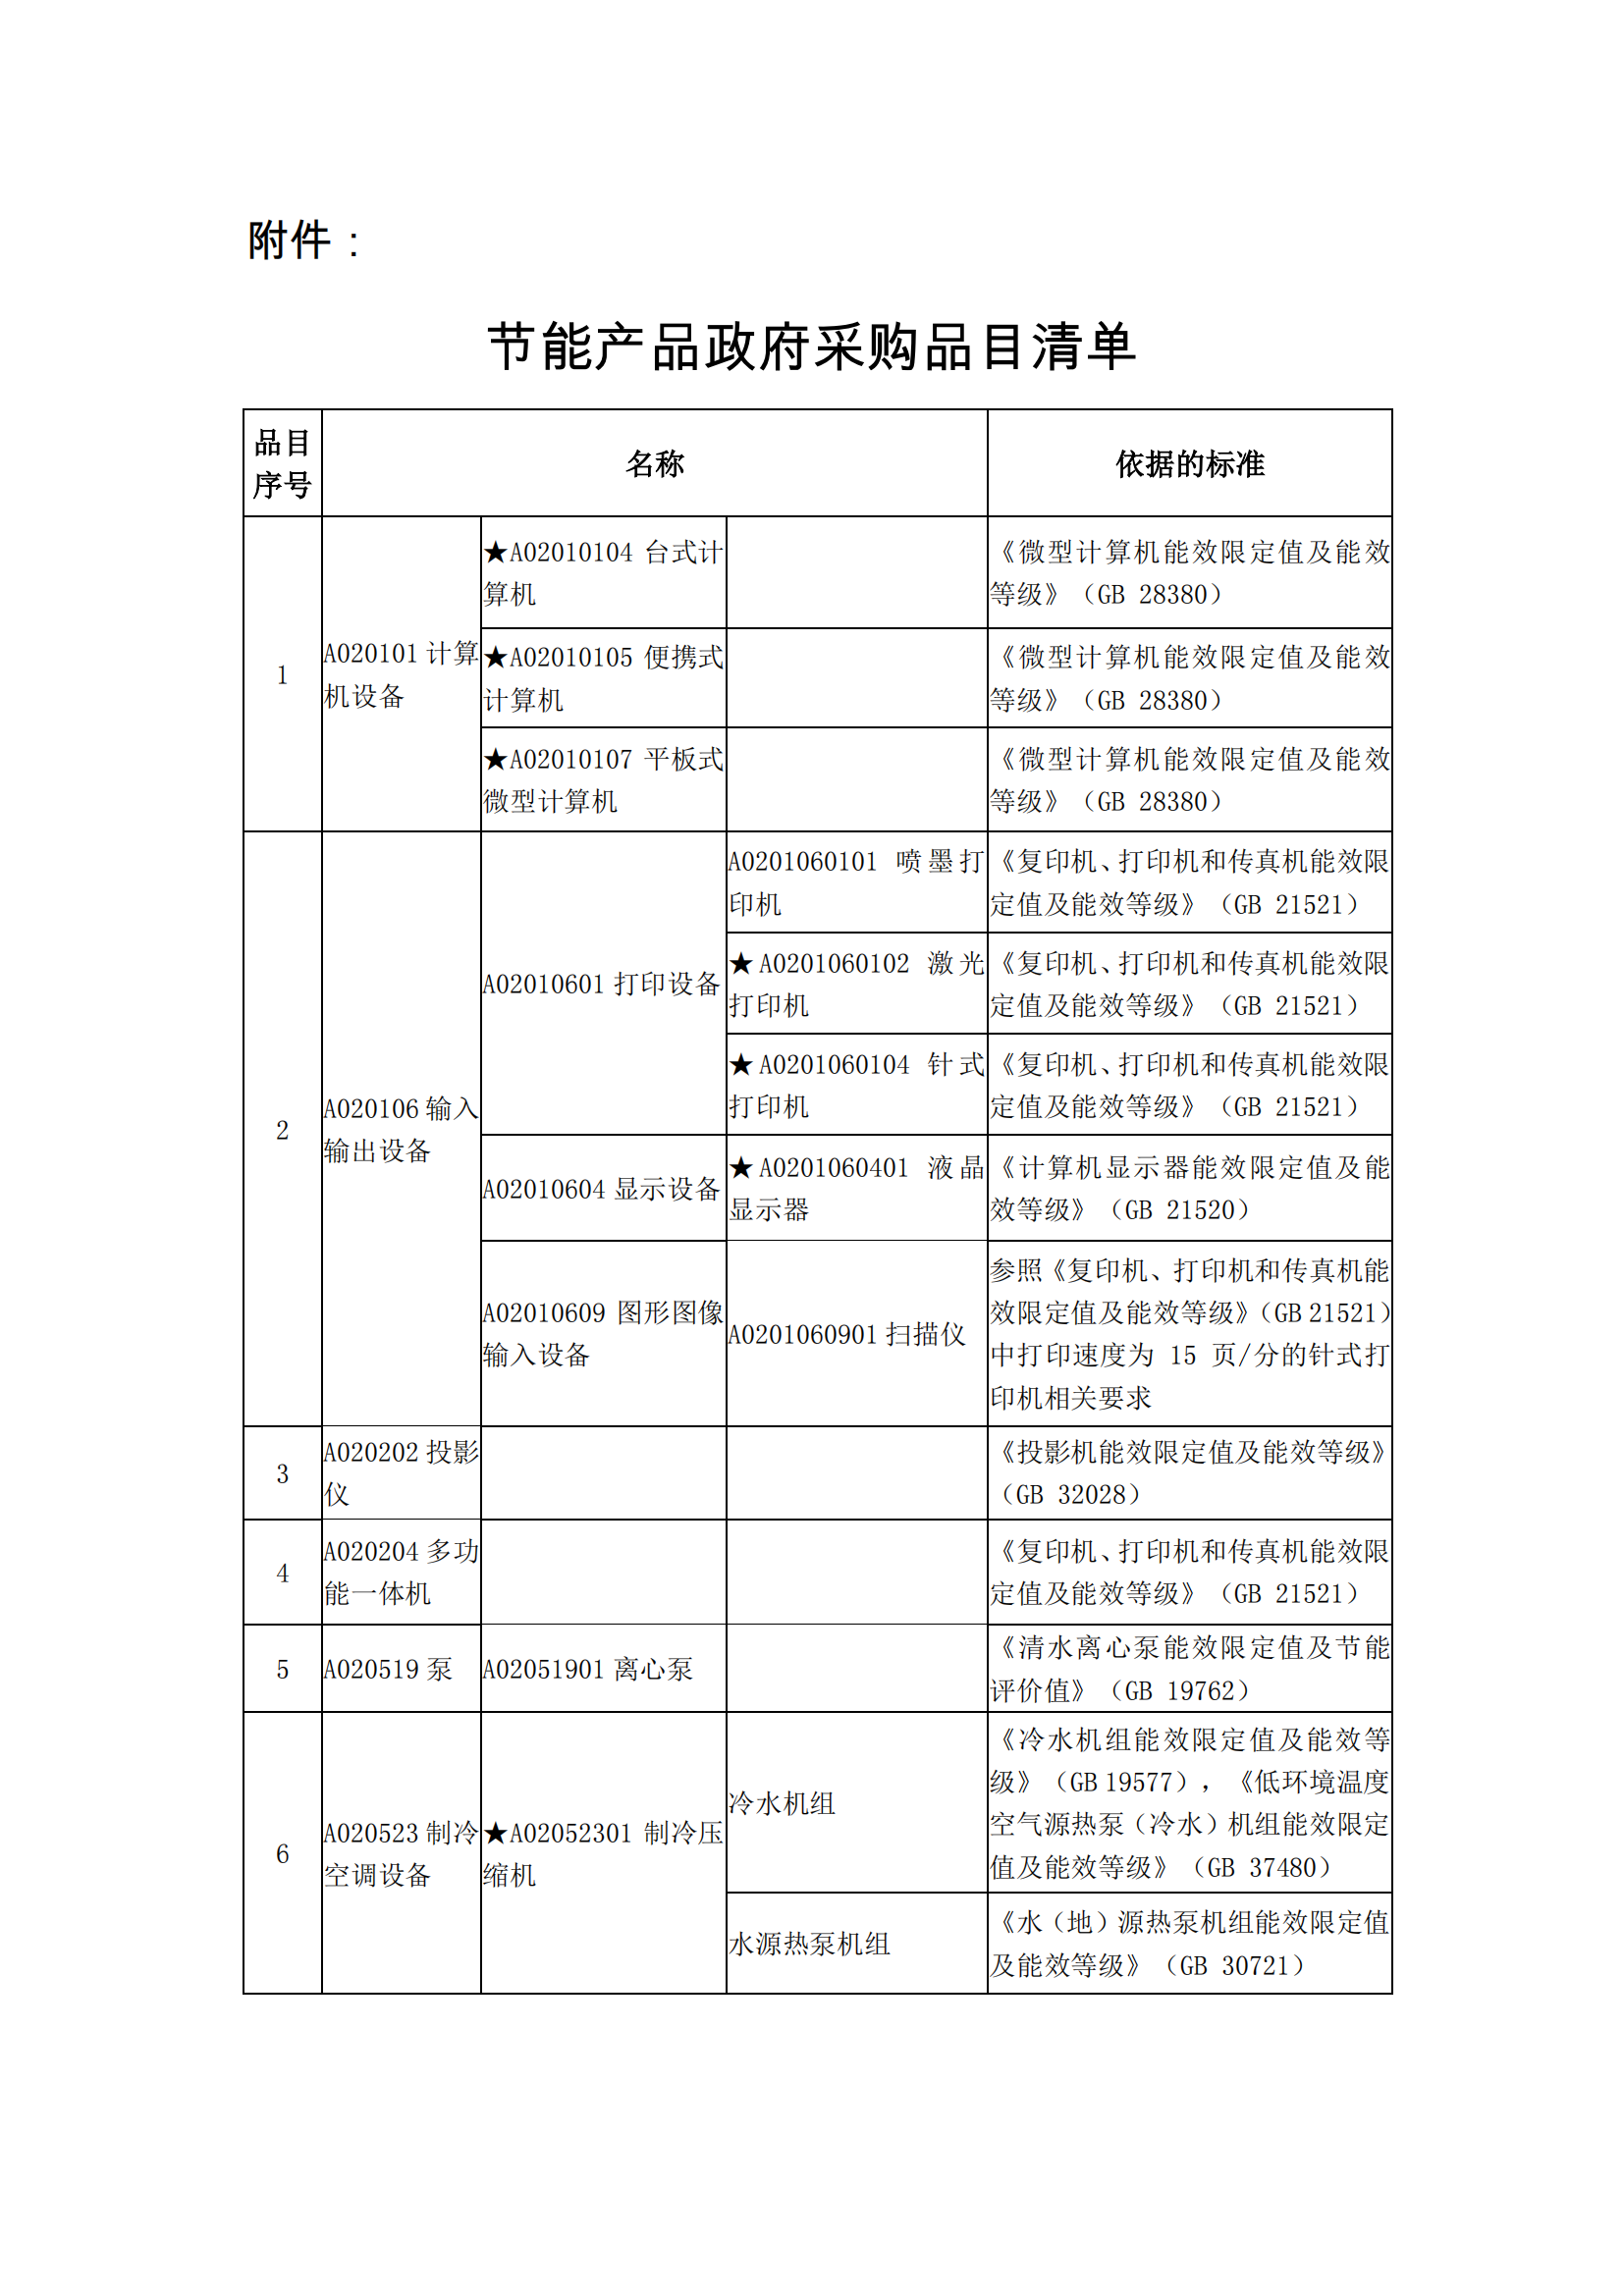 附件：
节能产品政府采购品目清单
品目
序号
名称
依据的标准
1
A020101 计算
机设备
★A02010104 台式计
算机
《微型计算机能效限定值及能效
等级》（GB 28380）
★A02010105 便携式
计算机
《微型计算机能效限定值及能效
等级》（GB 28380）
★A02010107 平板式
微型计算机
《微型计算机能效限定值及能效
等级》（GB 28380）
2
A020106 输入
输出设备
A02010601 打印设备
A0201060101 喷墨打
印机
《复印机、打印机和传真机能效限
定值及能效等级》（GB 21521）
★A0201060102 激光
打印机
《复印机、打印机和传真机能效限
定值及能效等级》（GB 21521）
★A0201060104 针式
打印机
《复印机、打印机和传真机能效限
定值及能效等级》（GB 21521）
A02010604 显示设备
★A0201060401 液晶
显示器
《计算机显示器能效限定值及能
效等级》（GB 21520）
A02010609 图形图像
输入设备
A0201060901 扫描仪
参照《复印机、打印机和传真机能
效限定值及能效等级》（GB 21521）
中打印速度为 15 页/分的针式打
印机相关要求
3
A020202 投影
仪
《投影机能效限定值及能效等级》
（GB 32028）
4
A020204 多功
能一体机
《复印机、打印机和传真机能效限
定值及能效等级》（GB 21521）
5
A020519 泵
A02051901 离心泵
《清水离心泵能效限定值及节能
评价值》（GB 19762）
6
A020523 制冷
空调设备
★A02052301 制冷压
缩机
冷水机组
《冷水机组能效限定值及能效等
级》（GB 19577），《低环境温度
空气源热泵（冷水）机组能效限定
值及能效等级》（GB 37480）
水源热泵机组
《水（地）源热泵机组能效限定值
及能效等级》（GB 30721）